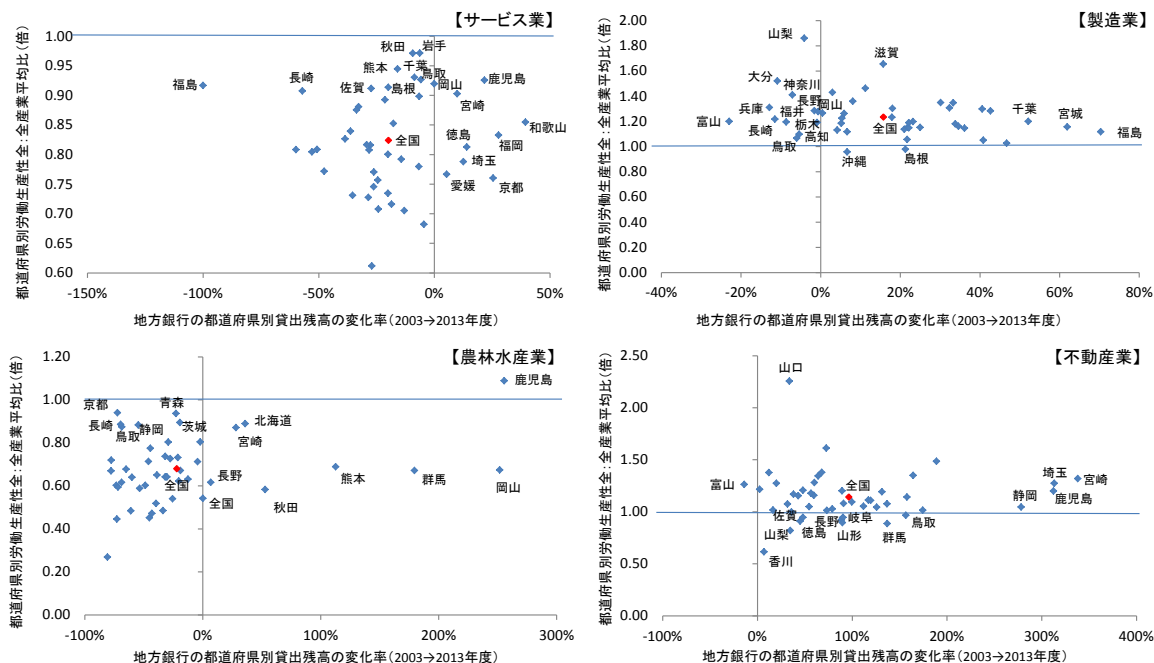 【サービス業】
都道府県別労働生産性全：全産業平均比（倍）
1.00
0.95
0.90
0.85
0.80
0.75
0.70
0.65
0.60
秋田
岩手
熊本
千葉
鳥取
福島
長崎
佐賀
島根
岡山
鹿児島
宮崎
和歌山
全国
徳島
福岡
埼玉
愛媛
京都
-150%
-100%
-50%
0%
50%
地方銀行の都道府県別貸出残高の変化率（2003→2013年度）
【製造業】
都道府県別労働生産性全：全産業平均比（倍）
2.00
1.80
1.60
1.40
1.20
1.00
0.80
0.60
0.40
0.20
0.00
山梨
滋賀
大分
神奈川
兵庫
長野
岡山
富山
福井
長崎
栃木
鳥取
高知
全国
千葉
宮城
福島
沖縄
島根
-40%
-20%
0%
20%
40%
60%
80%
地方銀行の都道府県別貸出残高の変化率（2003→2013年度）
【農林水産業】
都道府県別労働生産性全：全産業平均比（倍）
1.20
1.00
0.80
0.60
0.40
0.20
0.00
鹿児島
京都
青森
長崎
鳥取
静岡
茨城
北海道
宮崎
全国
長野
全国
秋田
熊本
群馬
岡山
-100%
0%
100%
200%
300%
地方銀行の都道府県別貸出残高の変化率（2003→2013年度）
【不動産業】
都道府県別労働生産性全：全産業平均比（倍）
2.50
2.00
1.50
1.00
0.50
0.00
山口
富山
全国
埼玉
宮崎
静岡
鹿児島
佐賀
長野
岐阜
鳥取
山梨
徳島
山形
群馬
香川
-100%
0%
100%
200%
300%
400%
地方銀行の都道府県別貸出残高の変化率（2003→2013年度）